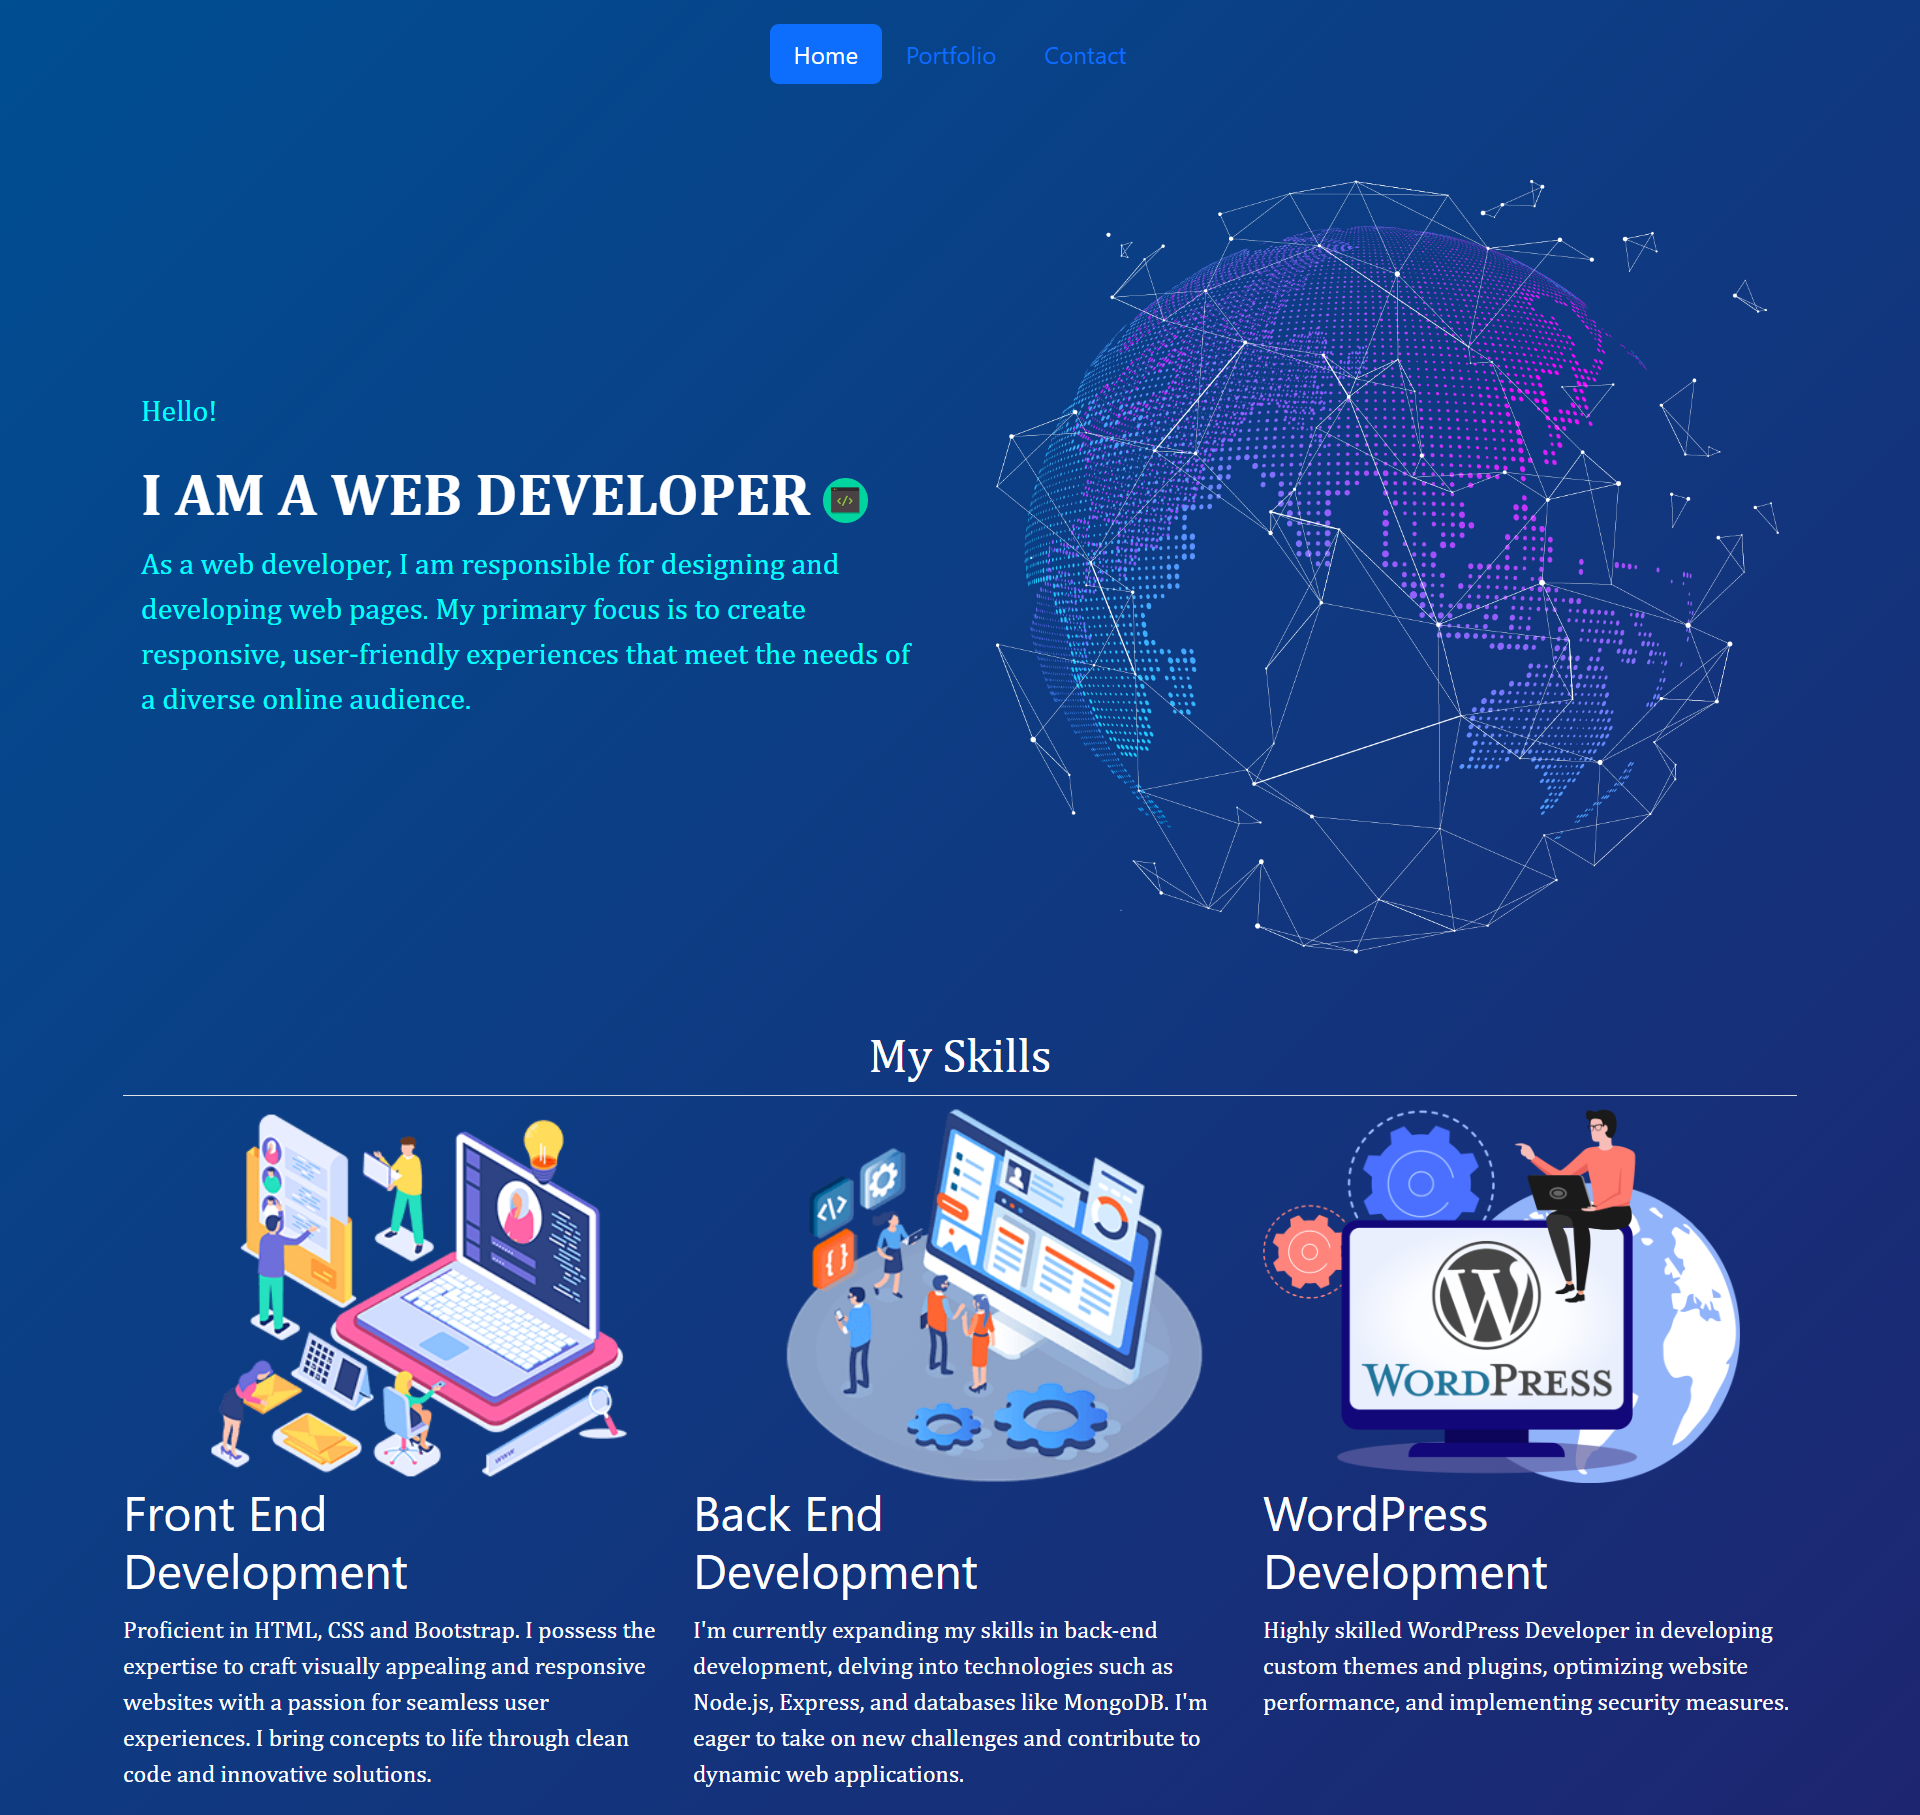 Home Portfolio Contact
Hello!
I AM A WEB DEVELOPER
As a web developer, I am responsible for designing and
developing web pages. My primary focus is to create
responsive, user-friendly experiences that meet the needs of
a diverse online audience.
My Skills
www
WORDPRESS
Front End
Development
Proficient in HTML, CSS and Bootstrap. I possess the
expertise to craft visually appealing and responsive
websites with a passion for seamless user
experiences. I bring concepts to life through clean
code and innovative solutions.
Back End
Development
I'm currently expanding my skills in back-end
development, delving into technologies such as
Node.js, Express, and databases like MongoDB. I'm
eager to take on new challenges and contribute to
dynamic web applications.
WordPress
Development
Highly skilled WordPress Developer in developing
custom themes and plugins, optimizing website
performance, and implementing security measures.